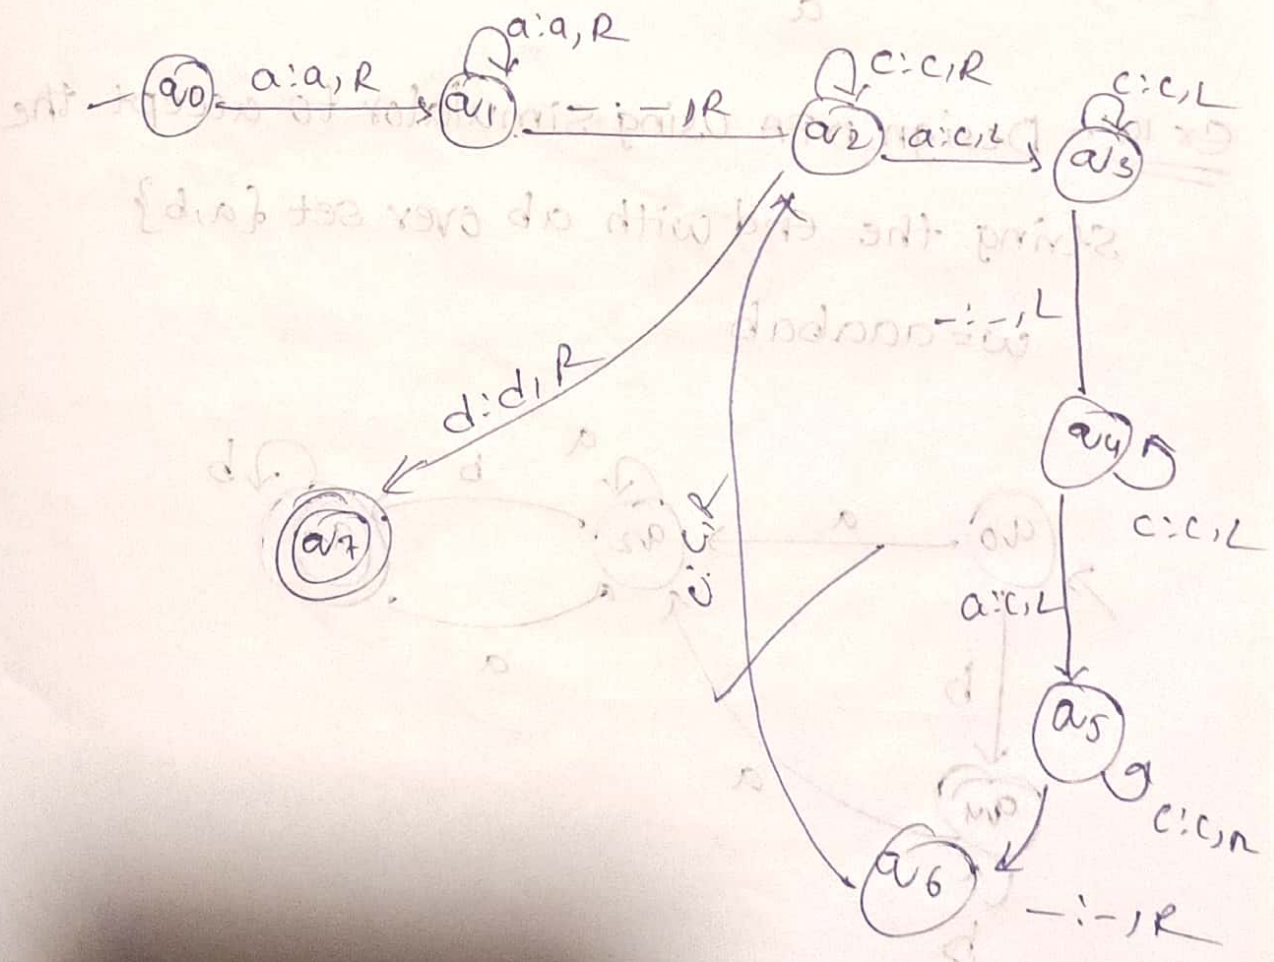 a:a,R
q0 a:a,R q1 -:-,R q2 c:c,R
a:c,L q3 c:c,L
-:-,L
d:d,R
q4
c:c,L
q7
c:c,R
a:c,L
q5
c:c,R
q6
-:-,R